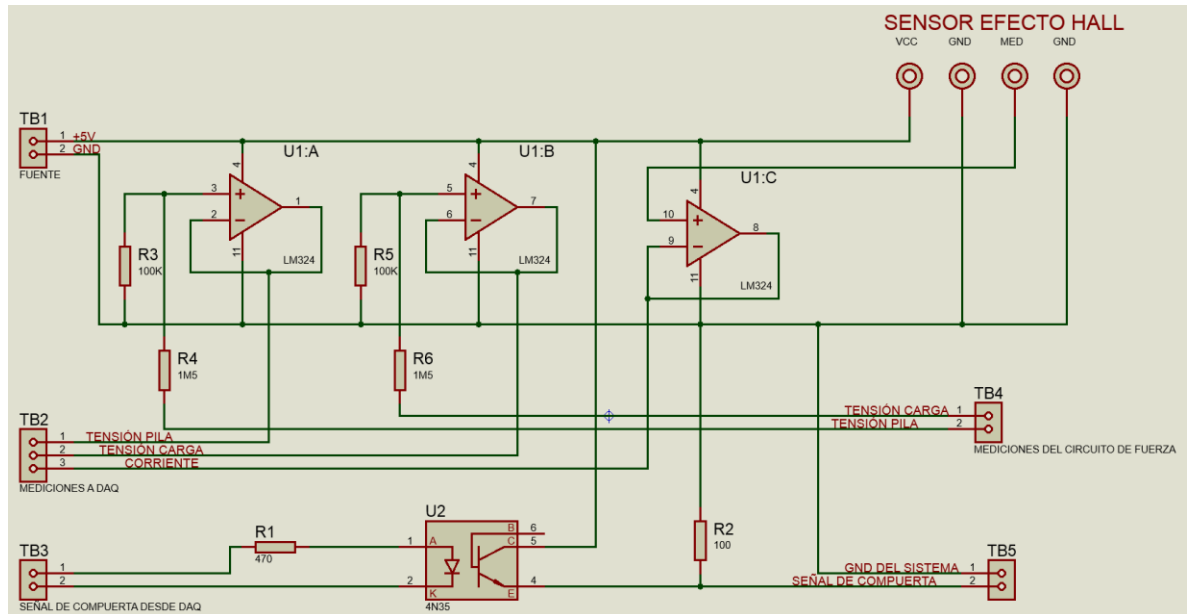 SENSOR EFECTO HALL
VCC GND MED GND
TB1
1 +5V
2 GND
FUENTE
U1:A
4
3
2
1
11
LM324
R3
100K
U1:B
4
5
6
7
11
LM324
R5
100K
U1:C
4
10
9
8
11
LM324
R4
1M5
R6
1M5
TB2
1 TENSIÓN PILA
2 TENSIÓN CARGA
3 CORRIENTE
MEDICIONES A DAQ
TB4
TENSIÓN CARGA 1
TENSIÓN PILA 2
MEDICIONES DEL CIRCUITO DE FUERZA
TB3
1
2
SEÑAL DE COMPUERTA DESDE DAQ
R1
470
U2
1 A
2 K
B 6
C 5
E 4
4N35
R2
100
TB5
GND DEL SISTEMA 1
SEÑAL DE COMPUERTA 2